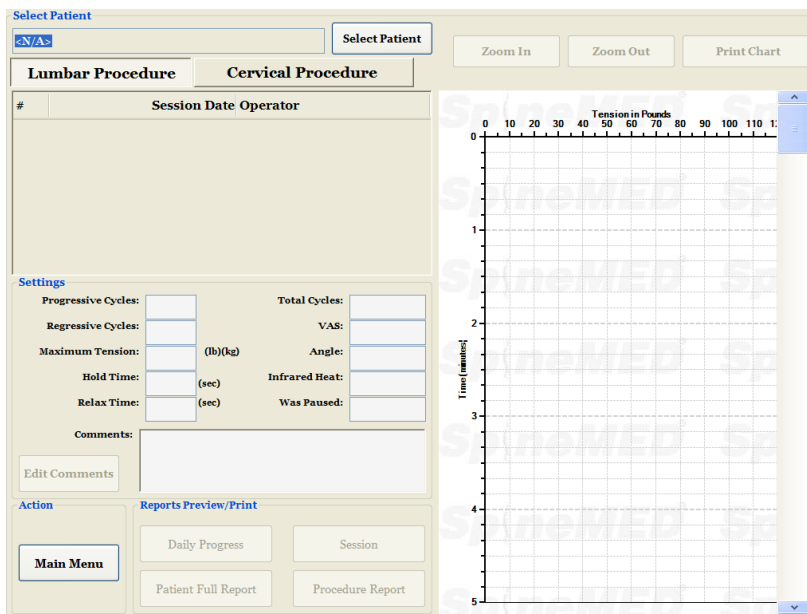 Select Patient
<N/A>
Select Patient
Zoom In
Zoom Out
Print Chart
Lumbar Procedure
Cervical Procedure
# Session Date Operator
Settings
Progressive Cycles:
Total Cycles:
Regressive Cycles:
VAS:
Maximum Tension: (lb)(kg)
Angle:
Hold Time: (sec)
Infrared Heat:
Relax Time: (sec)
Was Paused:
Comments:
Edit Comments
Action
Main Menu
Reports Preview/Print
Daily Progress
Session
Patient Full Report
Procedure Report
Tension in Pounds
0 10 20 30 40 50 60 70 80 90 100 110
Time (minutes)
0
1
2
3
4
5
SpineMED
SpineMED
SpineMED
SpineMED
SpineMED